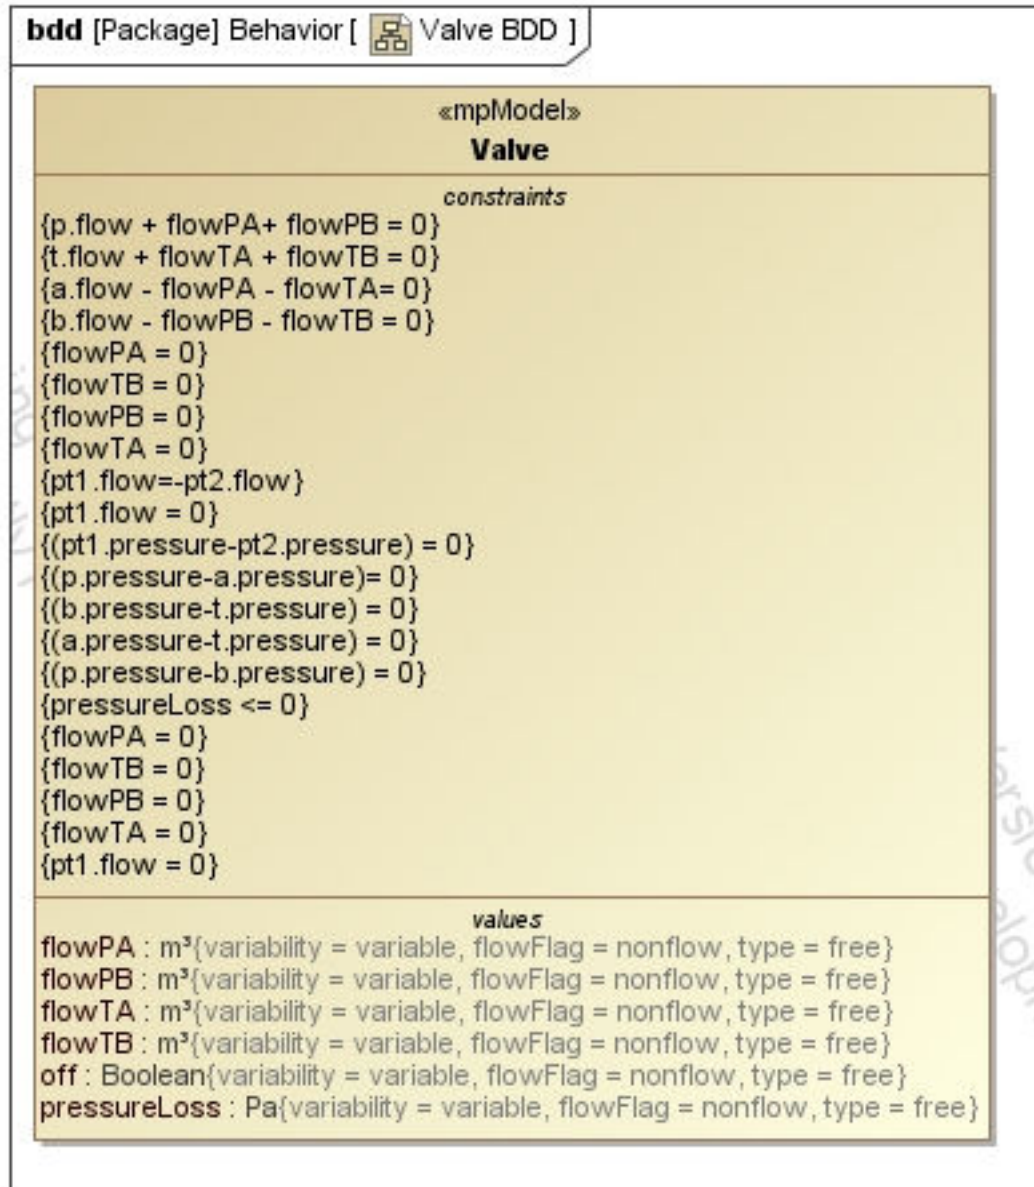 bdd [Package] Behavior [ Valve BDD ]
«mpModel»
Valve
constraints
{p.flow + flowPA+ flowPB = 0}
{t.flow + flowTA + flowTB = 0}
{a.flow - flowPA - flowTA= 0}
{b.flow - flowPB - flowTB = 0}
{flowPA = 0}
{flowTB = 0}
{flowPB = 0}
{flowTA = 0}
{pt1.flow=-pt2.flow}
{pt1.flow = 0}
{(pt1.pressure-pt2.pressure) = 0}
{(p.pressure-a.pressure)= 0}
{(b.pressure-t.pressure) = 0}
{(a.pressure-t.pressure) = 0}
{(p.pressure-b.pressure) = 0}
{pressureLoss <= 0}
{flowPA = 0}
{flowTB = 0}
{flowPB = 0}
{flowTA = 0}
{pt1.flow = 0}
values
flowPA : m³{variability = variable, flowFlag = nonflow, type = free}
flowPB : m³{variability = variable, flowFlag = nonflow, type = free}
flowTA : m³{variability = variable, flowFlag = nonflow, type = free}
flowTB : m³{variability = variable, flowFlag = nonflow, type = free}
off : Boolean{variability = variable, flowFlag = nonflow, type = free}
pressureLoss : Pa{variability = variable, flowFlag = nonflow, type = free}